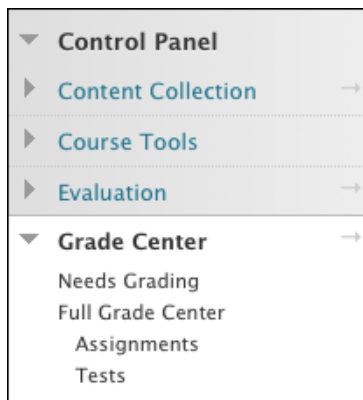 Control Panel
Content Collection
Course Tools
Evaluation
Grade Center
Needs Grading
Full Grade Center
Assignments
Tests